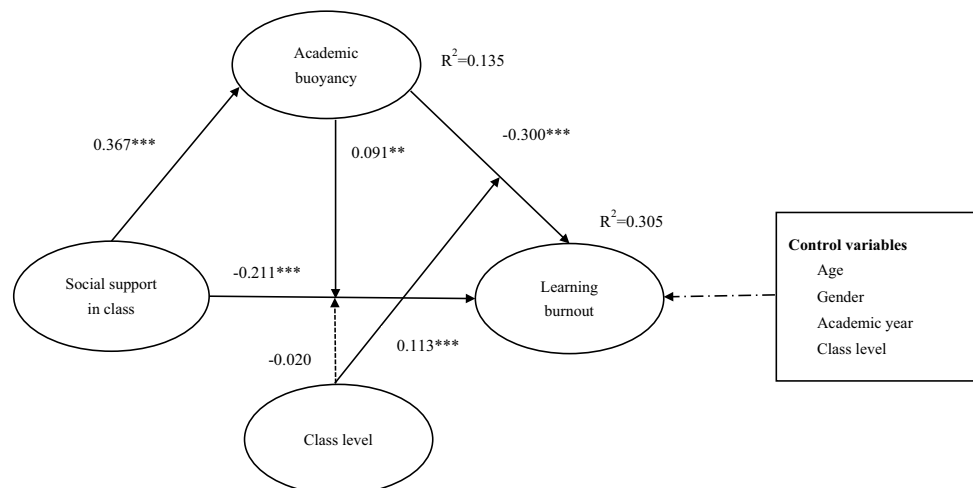 Academic
buoyancy
R²=0.135
0.367***
0.091**
-0.300***
R²=0.305
Social support
in class
-0.211***
Learning
burnout
Control variables
Age
Gender
Academic year
Class level
-0.020
0.113***
Class level